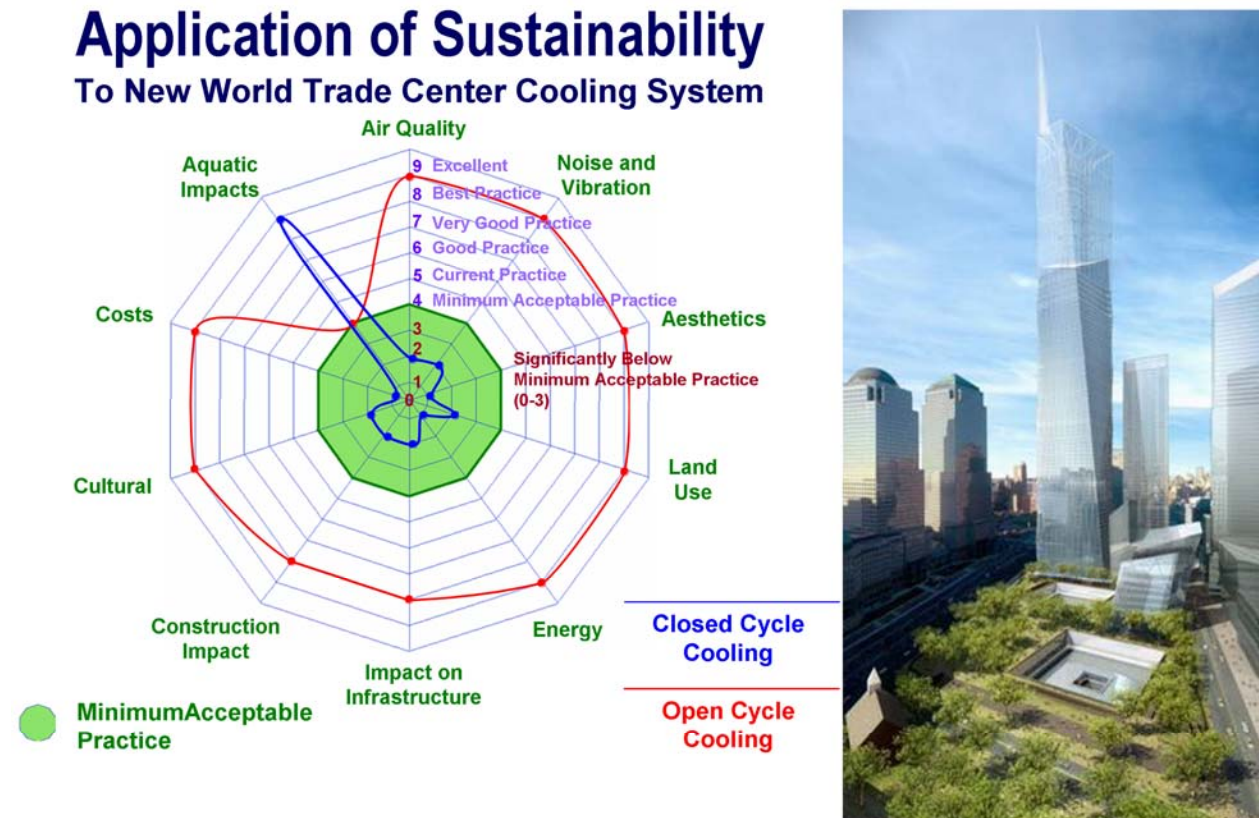 Application of Sustainability
To New World Trade Center Cooling System
Air Quality
Aquatic
Impacts
Noise and
Vibration
9 Excellent
8 Best Practice
7 Very Good Practice
6 Good Practice
5 Current Practice
4 Minimum Acceptable Practice
3
2
1
0
Significantly Below
Minimum Acceptable Practice
(0-3)
Costs
Aesthetics
Cultural
Land
Use
Construction
Impact
Impact on
Infrastructure
Energy
Closed Cycle
Cooling
Open Cycle
Cooling
MinimumAcceptable
Practice